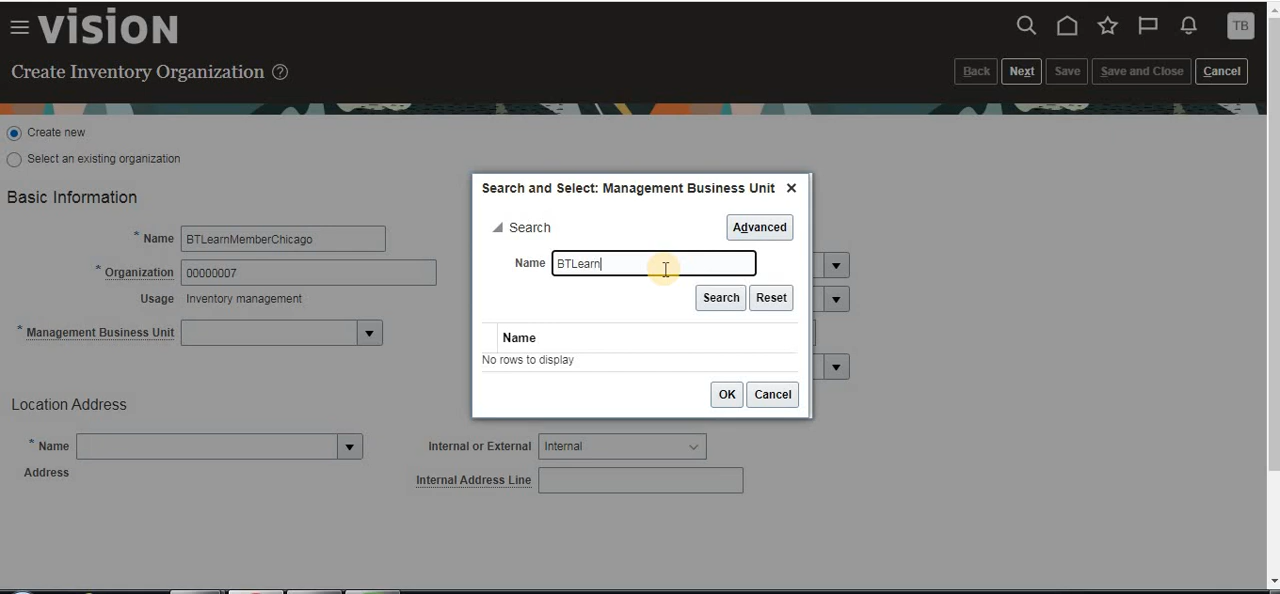 VISION
TB
Create Inventory Organization ?
Back Next Save Save and Close Cancel
Create new
Select an existing organization
Basic Information
* Name BTLearnMemberChicago
* Organization 00000007
Usage Inventory management
* Management Business Unit
Search and Select: Management Business Unit ×
Search Advanced
Name BTLearn
Search Reset
Name
No rows to display
OK Cancel
Location Address
* Name
Address
Internal or External Internal
Internal Address Line